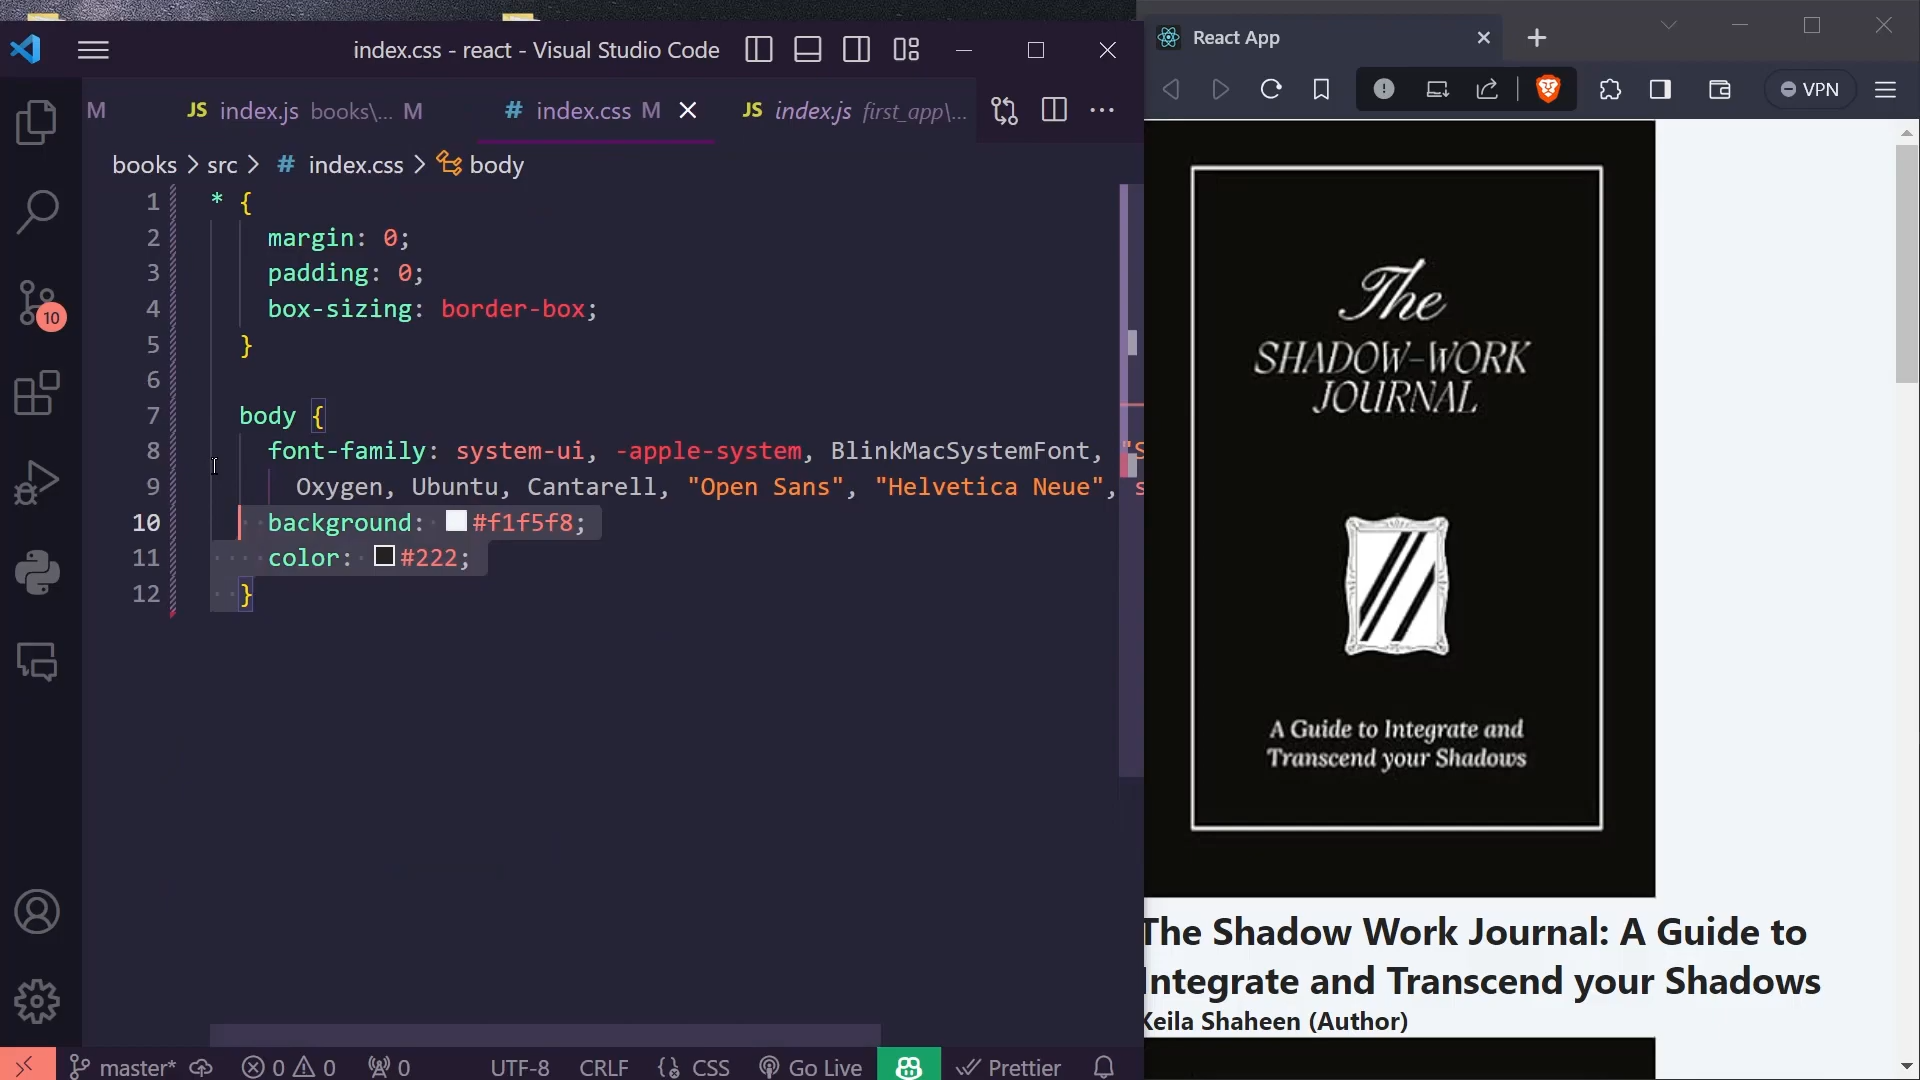 index.css - react - Visual Studio Code
M
JS index.js books\... M
# index.css M
JS index.js first_app\...
books > src > # index.css > body
1 * {
2 margin: 0;
3 padding: 0;
4 box-sizing: border-box;
5 }
6
7 body {
8 font-family: system-ui, -apple-system, BlinkMacSystemFont, "S
9 Oxygen, Ubuntu, Cantarell, "Open Sans", "Helvetica Neue", s
10 background: #f1f5f8;
11 color: #222;
12 }
10
master* 0 0 0 UTF-8 CRLF CSS Go Live Prettier
React App
VPN
The
SHADOW-WORK
JOURNAL
A Guide to Integrate and
Transcend your Shadows
The Shadow Work Journal: A Guide to
Integrate and Transcend your Shadows
Keila Shaheen (Author)